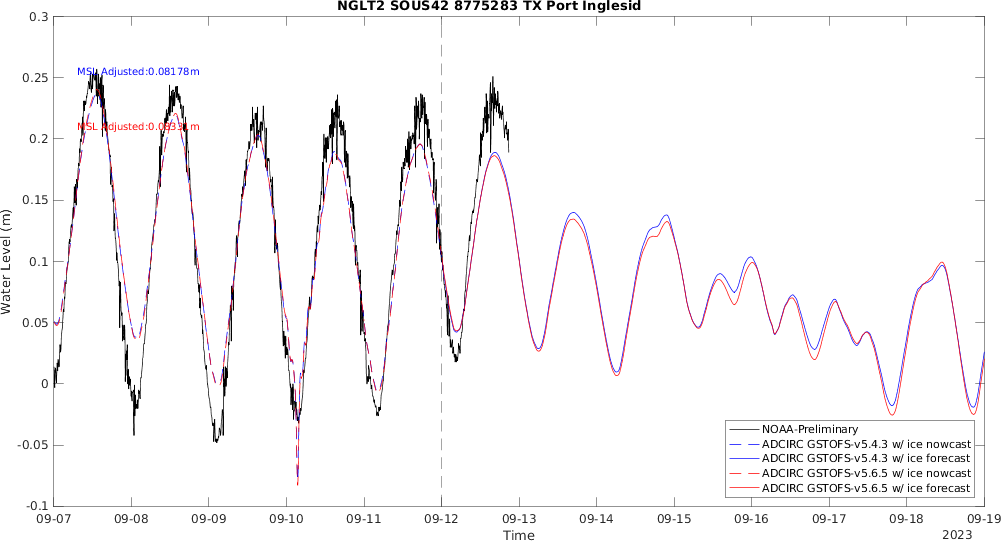 NGLT2 SOUS42 8775283 TX Port Inglesid
0.3
0.25
0.2
0.15
0.1
0.05
0
-0.05
-0.1
Water Level (m)
MSL Adjusted:0.08178m
MSL Adjusted:
09-07
09-08
09-09
09-10
09-11
09-12
09-13
09-14
09-15
09-16
09-17
09-18
09-19
Time
2023
NOAA-Preliminary
ADCIRC GSTOFS-v5.4.3 w/ ice nowcast
ADCIRC GSTOFS-v5.4.3 w/ ice forecast
ADCIRC GSTOFS-v5.6.5 w/ ice nowcast
ADCIRC GSTOFS-v5.6.5 w/ ice forecast